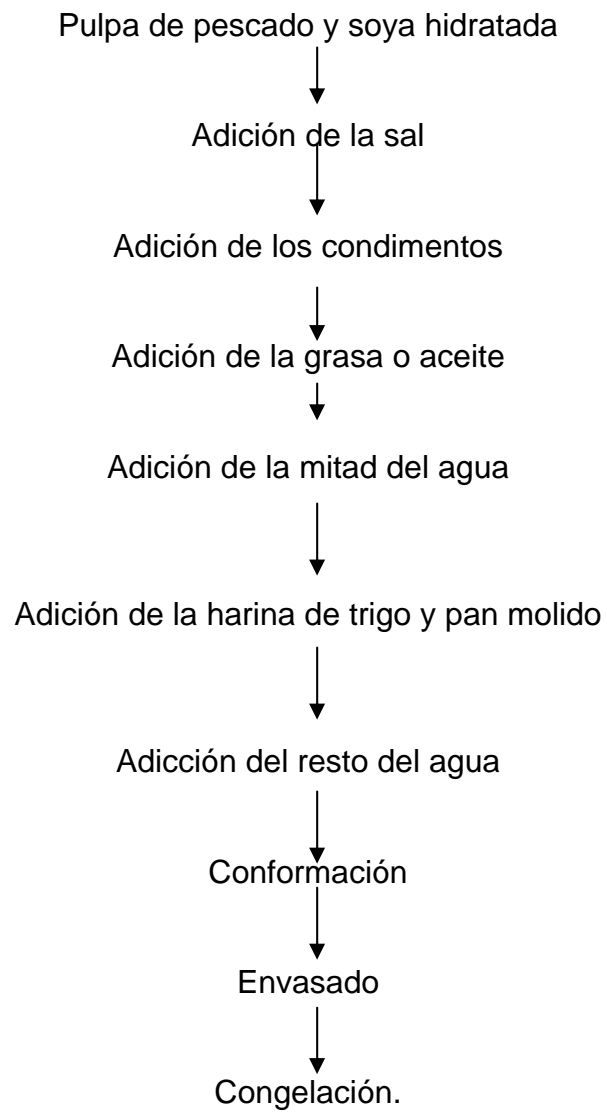 Pulpa de pescado y soya hidratada
Adición de la sal
Adición de los condimentos
Adición de la grasa o aceite
Adición de la mitad del agua
Adición de la harina de trigo y pan molido
Adicción del resto del agua
Conformación
Envasado
Congelación.